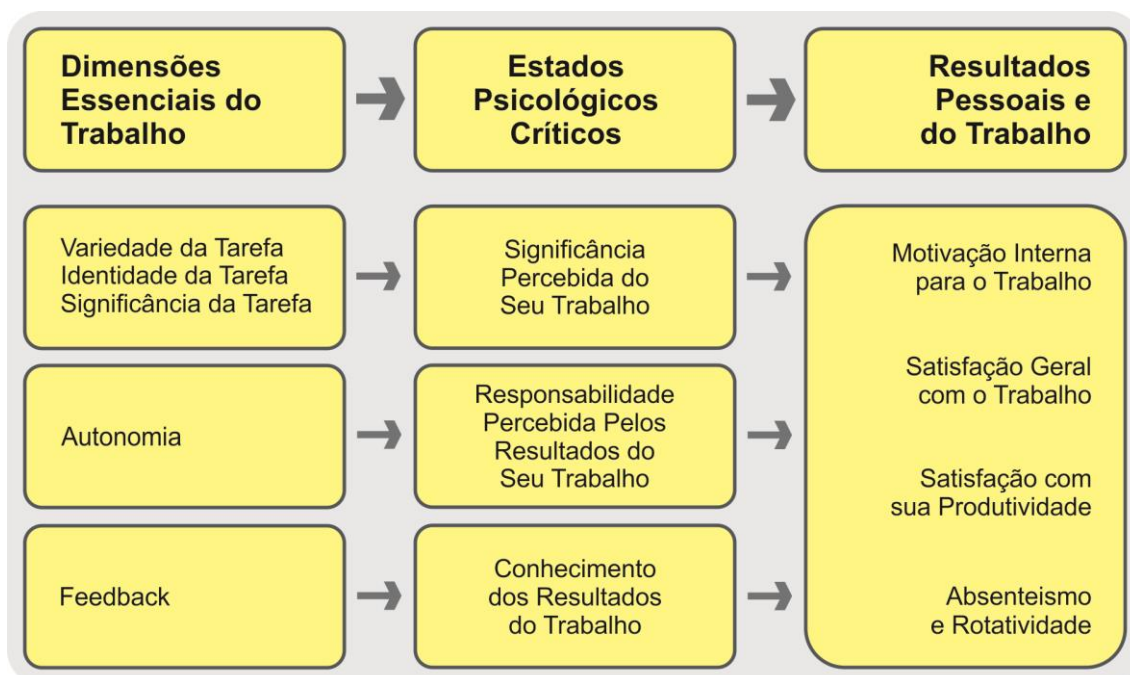 Dimensões
Essenciais do
Trabalho
Estados
Psicológicos
Críticos
Resultados
Pessoais e
do Trabalho
Variedade da Tarefa
Identidade da Tarefa
Significância da Tarefa
Significância
Percebida do
Seu Trabalho
Autonomia
Responsabilidade
Percebida Pelos
Resultados do
Seu Trabalho
Feedback
Conhecimento
dos Resultados
do Trabalho
Motivação Interna
para o Trabalho
Satisfação Geral
com o Trabalho
Satisfação com
sua Produtividade
Absenteismo
e Rotatividade